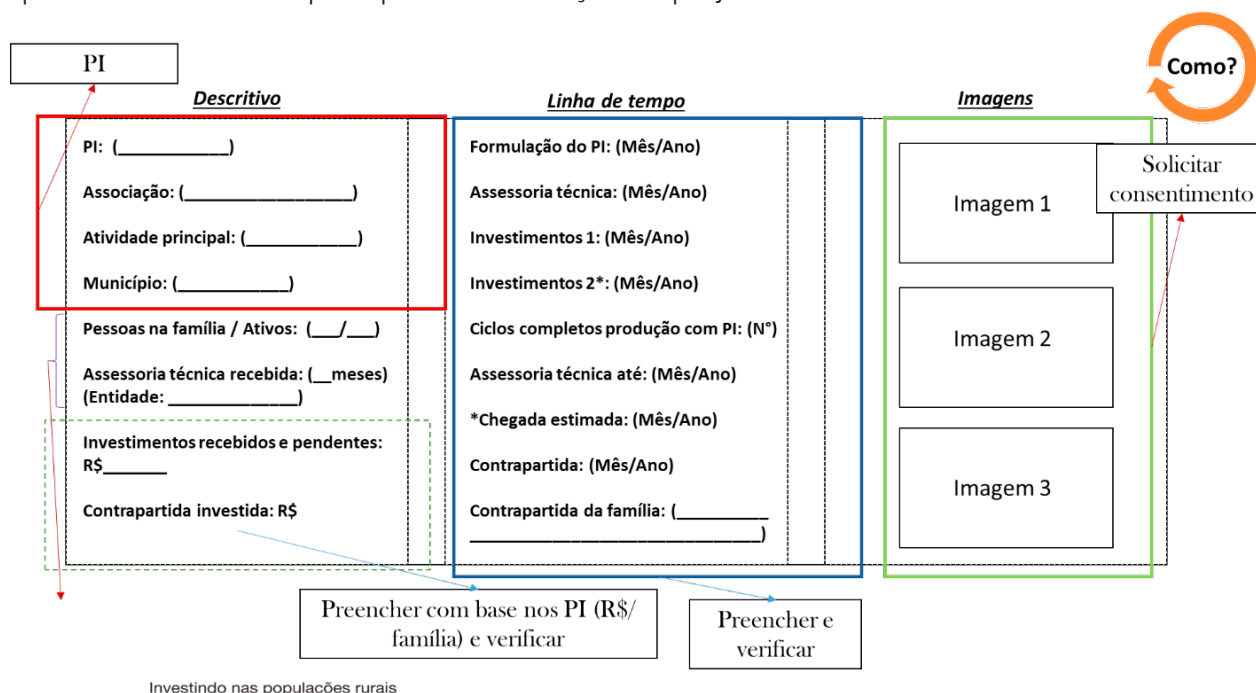 PI
Como?
Descritivo
Linha de tempo
Imagens
PI: (____________)
Associação: (__________________)
Atividade principal: (____________)
Município: (____________)
Pessoas na família / Ativos: (___/___)
Assessoria técnica recebida: (__meses)
(Entidade: ______________)
Investimentos recebidos e pendentes:
R$_______
Contrapartida investida: R$
Formulação do PI: (Mês/Ano)
Assessoria técnica: (Mês/Ano)
Investimentos 1: (Mês/Ano)
Investimentos 2*: (Mês/Ano)
Ciclos completos produção com PI: (N°)
Assessoria técnica até: (Mês/Ano)
*Chegada estimada: (Mês/Ano)
Contrapartida: (Mês/Ano)
Contrapartida da família: (__________
_______________________________)
Imagem 1
Imagem 2
Imagem 3
Solicitar
consentimento
Preencher com base nos PI (R$/
família) e verificar
Preencher e
verificar
Investindo nas populações rurais